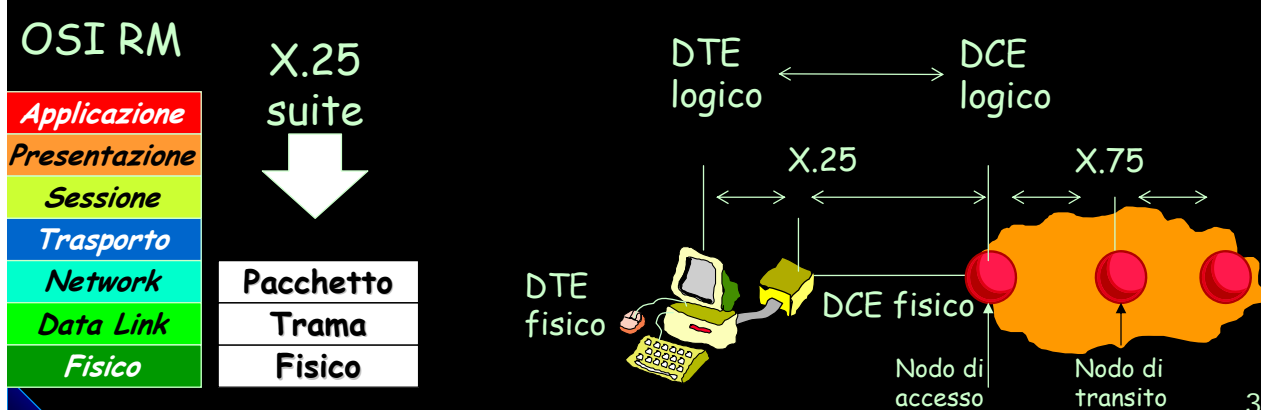 OSI RM
Applicazione
Presentazione
Sessione
Trasporto
Network
Data Link
Fisico
X.25
suite
Pacchetto
Trama
Fisico
DTE
logico
DCE
logico
X.25
X.75
DTE
fisico
DCE fisico
Nodo di
accesso
Nodo di
transito
3